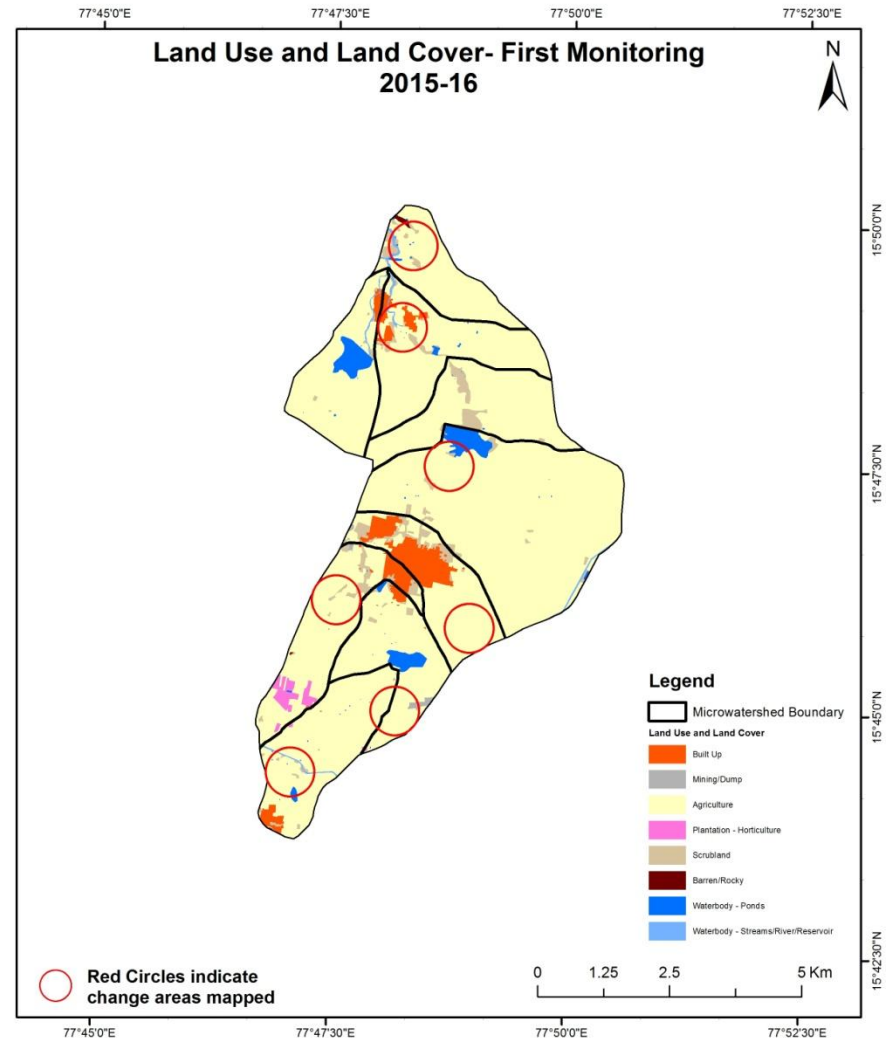 77°45'0"E
77°47'30"E
77°50'0"E
77°52'30"E
Land Use and Land Cover- First Monitoring
2015-16
N
15°50'0"N
15°47'30"N
15°45'0"N
15°42'30"N
Legend
Microwatershed Boundary
Land Use and Land Cover
Built Up
Mining/Dump
Agriculture
Plantation - Horticulture
Scrubland
Barren/Rocky
Waterbody - Ponds
Waterbody - Streams/River/Reservoir
Red Circles indicate
change areas mapped
0 1.25 2.5 5 Km
77°45'0"E
77°47'30"E
77°50'0"E
77°52'30"E